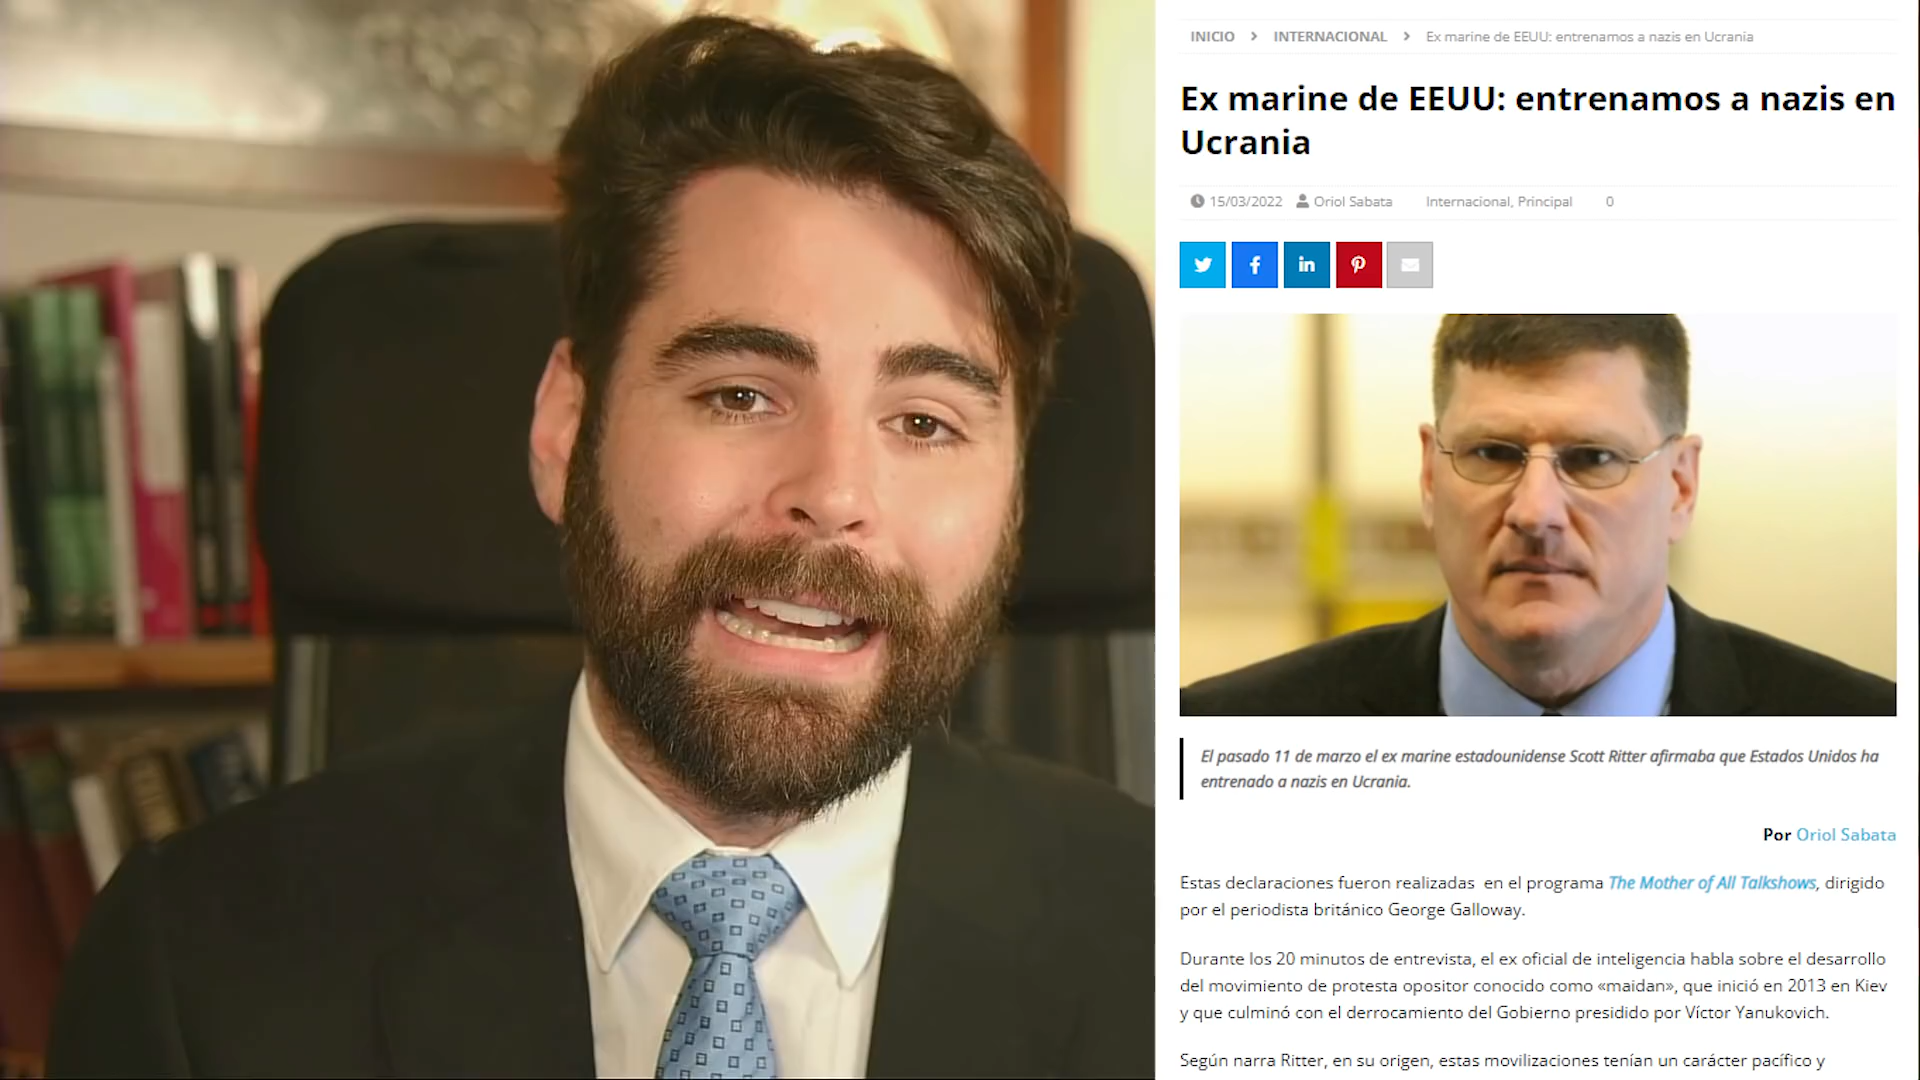 INICIO > INTERNACIONAL > Ex marine de EEUU: entrenamos a nazis en Ucrania
Ex marine de EEUU: entrenamos a nazis en
Ucrania
15/03/2022 Oriol Sabata Internacional, Principal 0
El pasado 11 de marzo el ex marine estadounidense Scott Ritter afirmaba que Estados Unidos ha
entrenado a nazis en Ucrania.
Por Oriol Sabata
Estas declaraciones fueron realizadas en el programa The Mother of All Talkshows, dirigido
por el periodista británico George Galloway.
Durante los 20 minutos de entrevista, el ex oficial de inteligencia habla sobre el desarrollo
del movimiento de protesta opositor conocido como «maidan», que inició en 2013 en Kiev
y que culminó con el derrocamiento del Gobierno presidido por Víctor Yanukovich.
Según narra Ritter, en su origen, estas movilizaciones tenían un carácter pacífico y